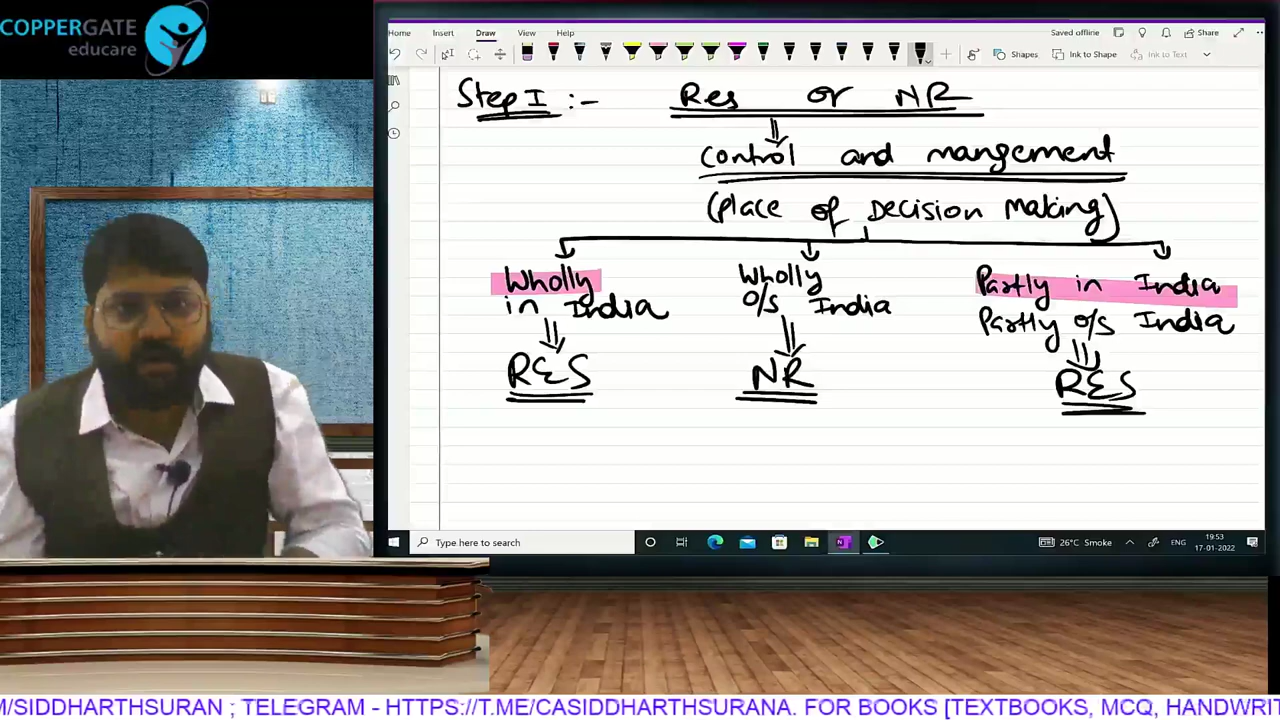 COPPERGATE
educare
Home Insert Draw View Help
Saved offline
Share
Shapes
Ink to Shape
Ink to Text
Step I :- Res or NR
control and mangement
(Place of Decision Making)
Wholly
in India
RES
Wholly
o/s India
NR
Partly in India
Partly o/s India
RES
Type here to search
26°C Smoke
ENG
19:53
17-01-2022
M/SIDDHARTHSURAN ; TELEGRAM - HTTPS://T.ME/CASIDDHARTHSURANA. FOR BOOKS [TEXTBOOKS, MCQ, HANDWRIT